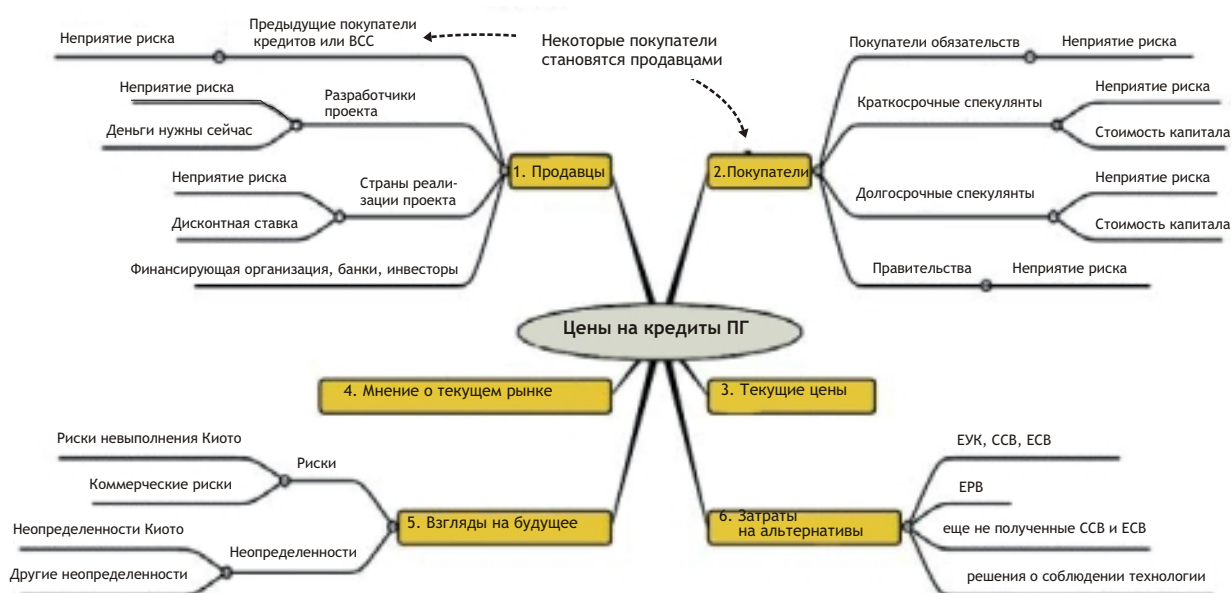 Предыдущие покупатели
кредитов или ВСС
Неприятие риска
Некоторые покупатели
становятся продавцами
Покупатели обязательств
Неприятие риска
Неприятие риска
Разработчики
проекта
Деньги нужны сейчас
Краткосрочные спекулянты
Неприятие риска
Стоимость капитала
1. Продавцы
2.Покупатели
Неприятие риска
Страны реали-
зации проекта
Дисконтная ставка
Долгосрочные спекулянты
Неприятие риска
Стоимость капитала
Финансирующая организация, банки, инвесторы
Правительства
Неприятие риска
Цены на кредиты ПГ
4. Мнение о текущем рынке
3. Текущие цены
Риски невыполнения Киото
Риски
Коммерческие риски
5. Взгляды на будущее
Неопределенности Киото
Неопределенности
Другие неопределенности
6. Затраты
на альтернативы
ЕУК, ССВ, ЕСВ
ЕРВ
еще не полученные ССВ и ЕСВ
решения о соблюдении технологии